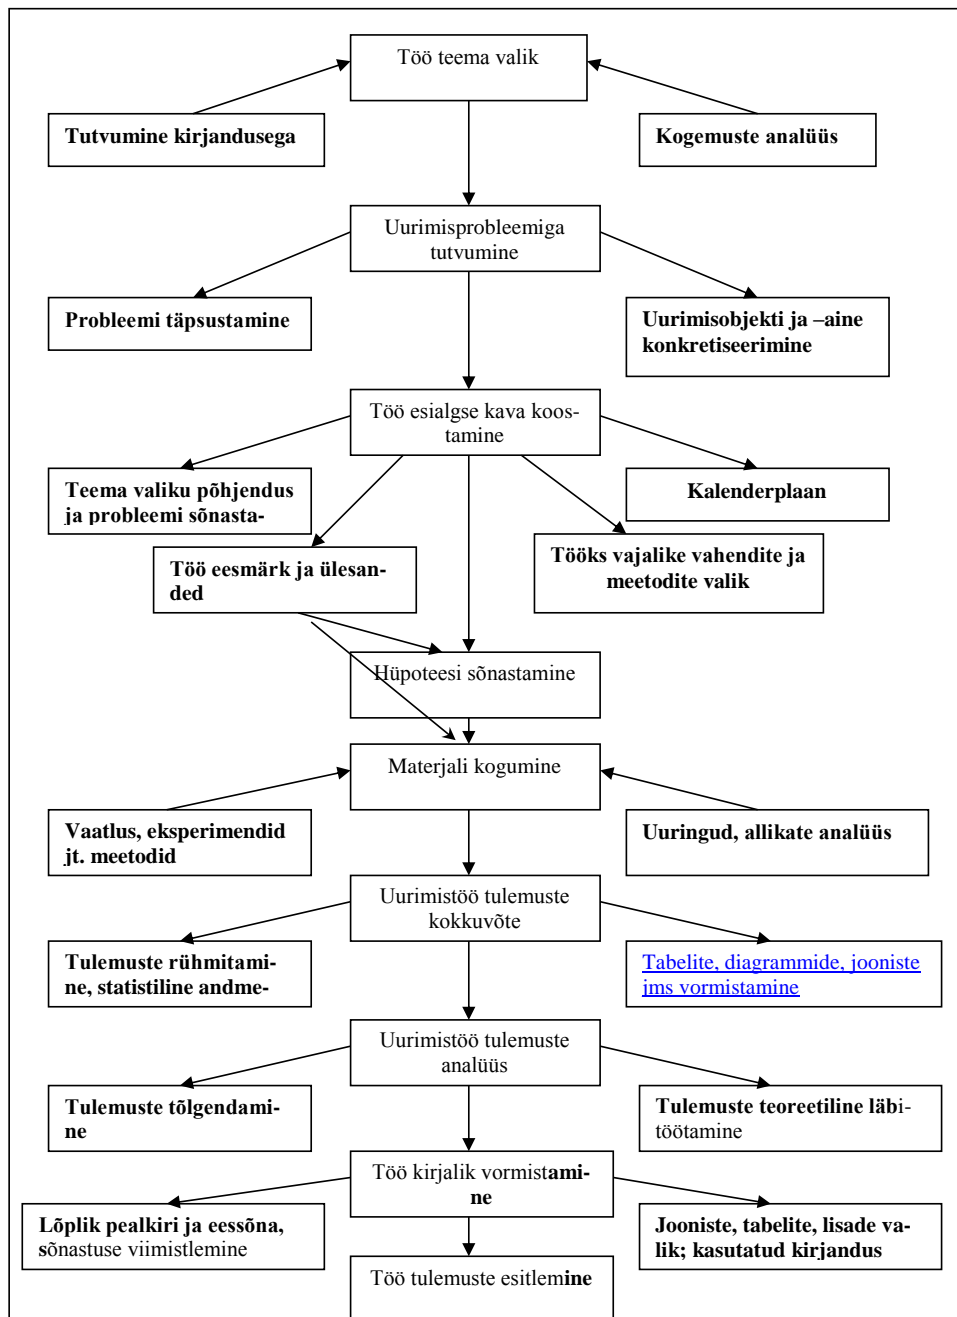 Töö teema valik
Tutvumine kirjandusega
Kogemuste analüüs
Uurimisprobleemiga
tutvumine
Probleemi täpsustamine
Uurimisobjekti ja –aine
konkretiseerimine
Töö esialgse kava koos-
tamine
Teema valiku põhjendus
ja probleemi sõnasta-
Kalenderplaan
Töö eesmärk ja ülesan-
ded
Tööks vajalike vahendite ja
meetodite valik
Hüpoteesi sõnastamine
Materjali kogumine
Vaatlus, eksperimendid
jt. meetodid
Uuringud, allikate analüüs
Uurimistöö tulemuste
kokkuvõte
Tulemuste rühmitami-
ne, statistiline andme-
Tabelite, diagrammide, jooniste
jms vormistamine
Uurimistöö tulemuste
analüüs
Tulemuste tõlgendami-
ne
Tulemuste teoreetiline läbi-
töötamine
Töö kirjalik vormistami-
ne
Lõplik pealkiri ja eessõna,
sõnastuse viimistlemine
Jooniste, tabelite, lisade va-
lik; kasutatud kirjandus
Töö tulemuste esitlemine